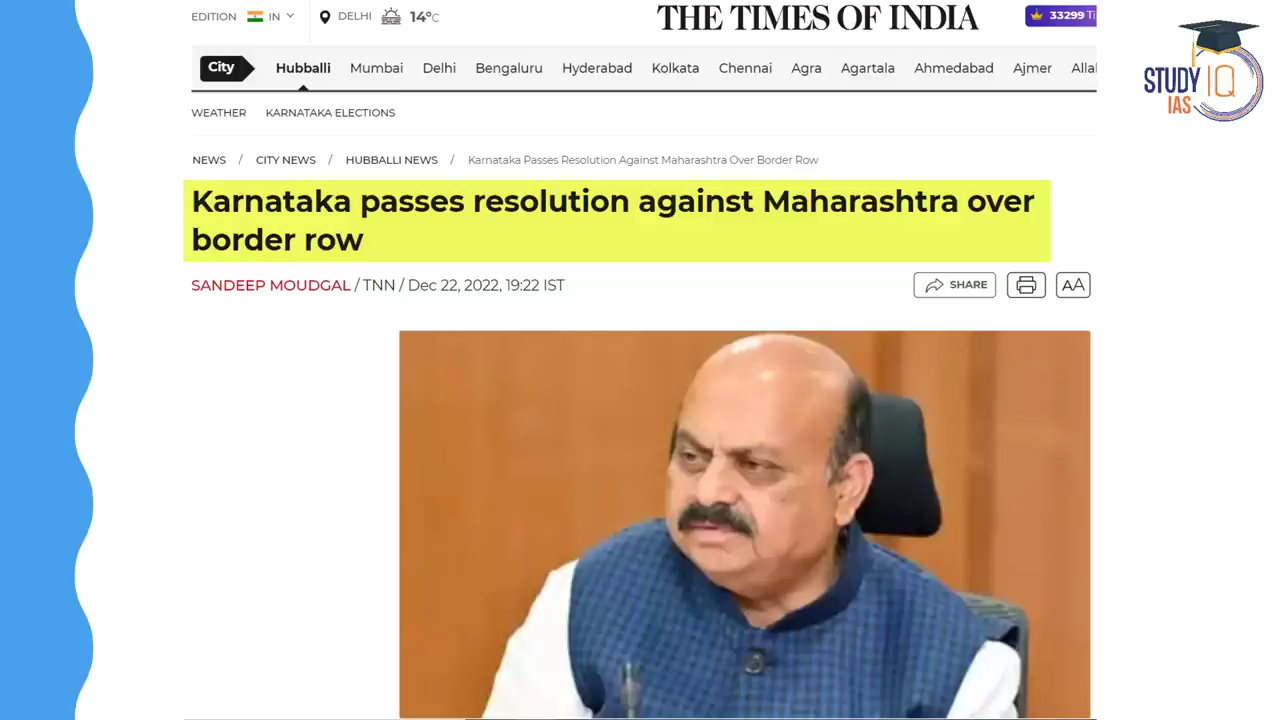 EDITION IN DELHI 14°C THE TIMES OF INDIA 33299
City Hubballi Mumbai Delhi Bengaluru Hyderabad Kolkata Chennai Agra Agartala Ahmedabad Ajmer
WEATHER KARNATAKA ELECTIONS
NEWS / CITY NEWS / HUBBALLI NEWS / Karnataka Passes Resolution Against Maharashtra Over Border Row
Karnataka passes resolution against Maharashtra over
border row
SANDEEP MOUDGAL / TNN / Dec 22, 2022, 19:22 IST SHARE AA
STUDY IQ
IAS